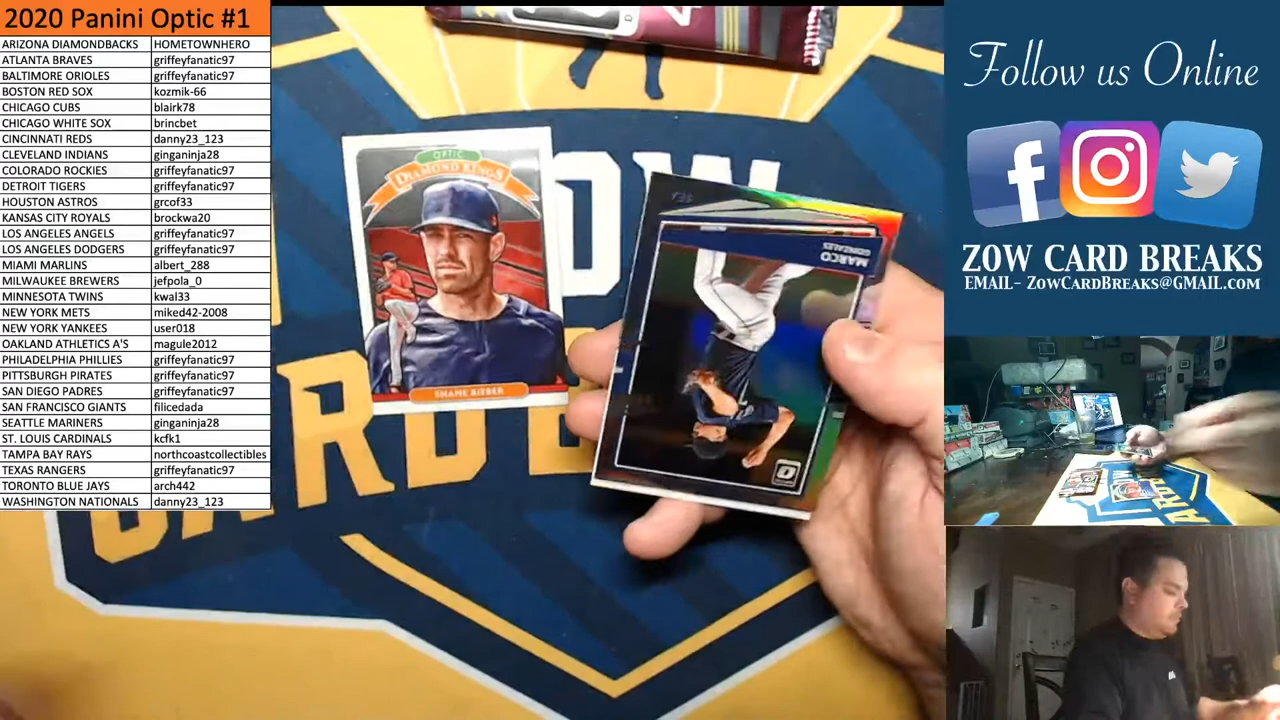 2020 Panini Optic #1
ARIZONA DIAMONDBACKS HOMETOWNHERO
ATLANTA BRAVES griffeyfanatic97
BALTIMORE ORIOLES griffeyfanatic97
BOSTON RED SOX kozmik-66
CHICAGO CUBS blairk78
CHICAGO WHITE SOX brincbet
CINCINNATI REDS danny23_123
CLEVELAND INDIANS ginganinja28
COLORADO ROCKIES griffeyfanatic97
DETROIT TIGERS griffeyfanatic97
HOUSTON ASTROS grcof33
KANSAS CITY ROYALS brockwa20
LOS ANGELES ANGELS griffeyfanatic97
LOS ANGELES DODGERS griffeyfanatic97
MIAMI MARLINS albert_288
MILWAUKEE BREWERS jefpola_0
MINNESOTA TWINS kwal33
NEW YORK METS miked42-2008
NEW YORK YANKEES user018
OAKLAND ATHLETICS A'S magule2012
PHILADELPHIA PHILLIES griffeyfanatic97
PITTSBURGH PIRATES griffeyfanatic97
SAN DIEGO PADRES griffeyfanatic97
SAN FRANCISCO GIANTS filicedada
SEATTLE MARINERS ginganinja28
ST. LOUIS CARDINALS kcfk1
TAMPA BAY RAYS northcoastcollectibles
TEXAS RANGERS griffeyfanatic97
TORONTO BLUE JAYS arch442
WASHINGTON NATIONALS danny23_123
OPTIC
DIAMOND KINGS
SHANE BIEBER
MARCO
GONZALES
Follow us Online
ZOW CARD BREAKS
EMAIL- ZOWCARDBREAKS@GMAIL.COM